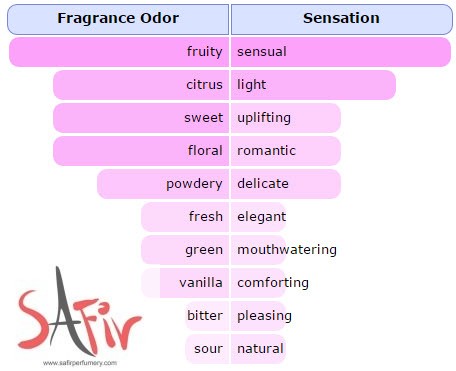 Fragrance Odor Sensation
fruity sensual
citrus light
sweet uplifting
floral romantic
powdery delicate
fresh elegant
green mouthwatering
vanilla comforting
bitter pleasing
sour natural
SAFir
www.safirperfumery.com